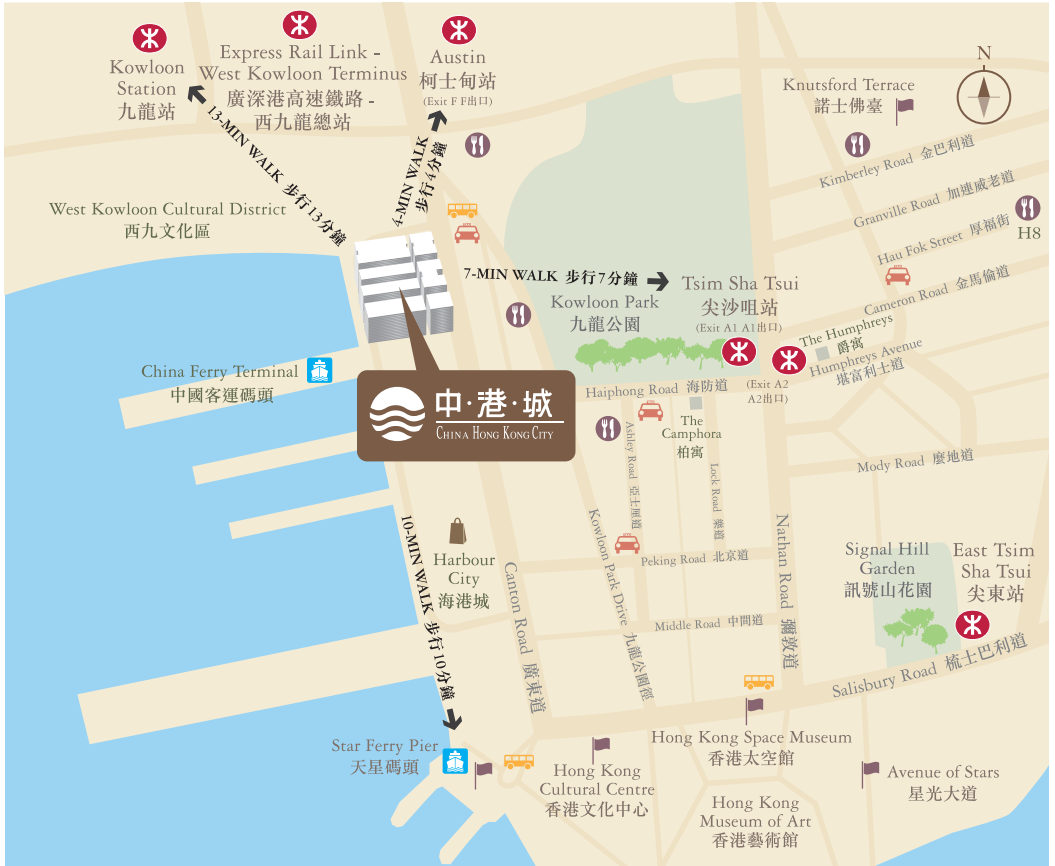 Kowloon
Station
九龍站
Express Rail Link -
West Kowloon Terminus
廣深港高速鐵路 -
西九龍總站
Austin
柯士甸站
(Exit F F出口)
N
Knutsford Terrace
諾士佛臺
Kimberley Road 金巴利道
Granville Road 加連威老道
Hau Fok Street 厚福街
H8
Cameron Road 金馬倫道
13-MIN WALK 步行13分鐘
4-MIN WALK
步行4分鐘
West Kowloon Cultural District
西九文化區
7-MIN WALK 步行7分鐘
Kowloon Park
九龍公園
Tsim Sha Tsui
尖沙咀站
(Exit A1 A1出口)
The Humphreys
爵寓
Humphreys Avenue
堪富利士道
(Exit A2
A2出口)
China Ferry Terminal
中國客運碼頭
中·港·城
CHINA HONG KONG CITY
Haiphong Road 海防道
The
Camphora
柏寓
Ashley Road 亞士厘道
Lock Road 樂道
Mody Road 麼地道
10-MIN WALK 步行10分鐘
Harbour
City
海港城
Canton Road 廣東道
Kowloon Park Drive 九龍公園徑
Peking Road 北京道
Nathan Road 彌敦道
Middle Road 中間道
Signal Hill
Garden
訊號山花園
East Tsim
Sha Tsui
尖東站
Salisbury Road 梳士巴利道
Star Ferry Pier
天星碼頭
Hong Kong
Cultural Centre
香港文化中心
Hong Kong Space Museum
香港太空館
Hong Kong
Museum of Art
香港藝術館
Avenue of Stars
星光大道